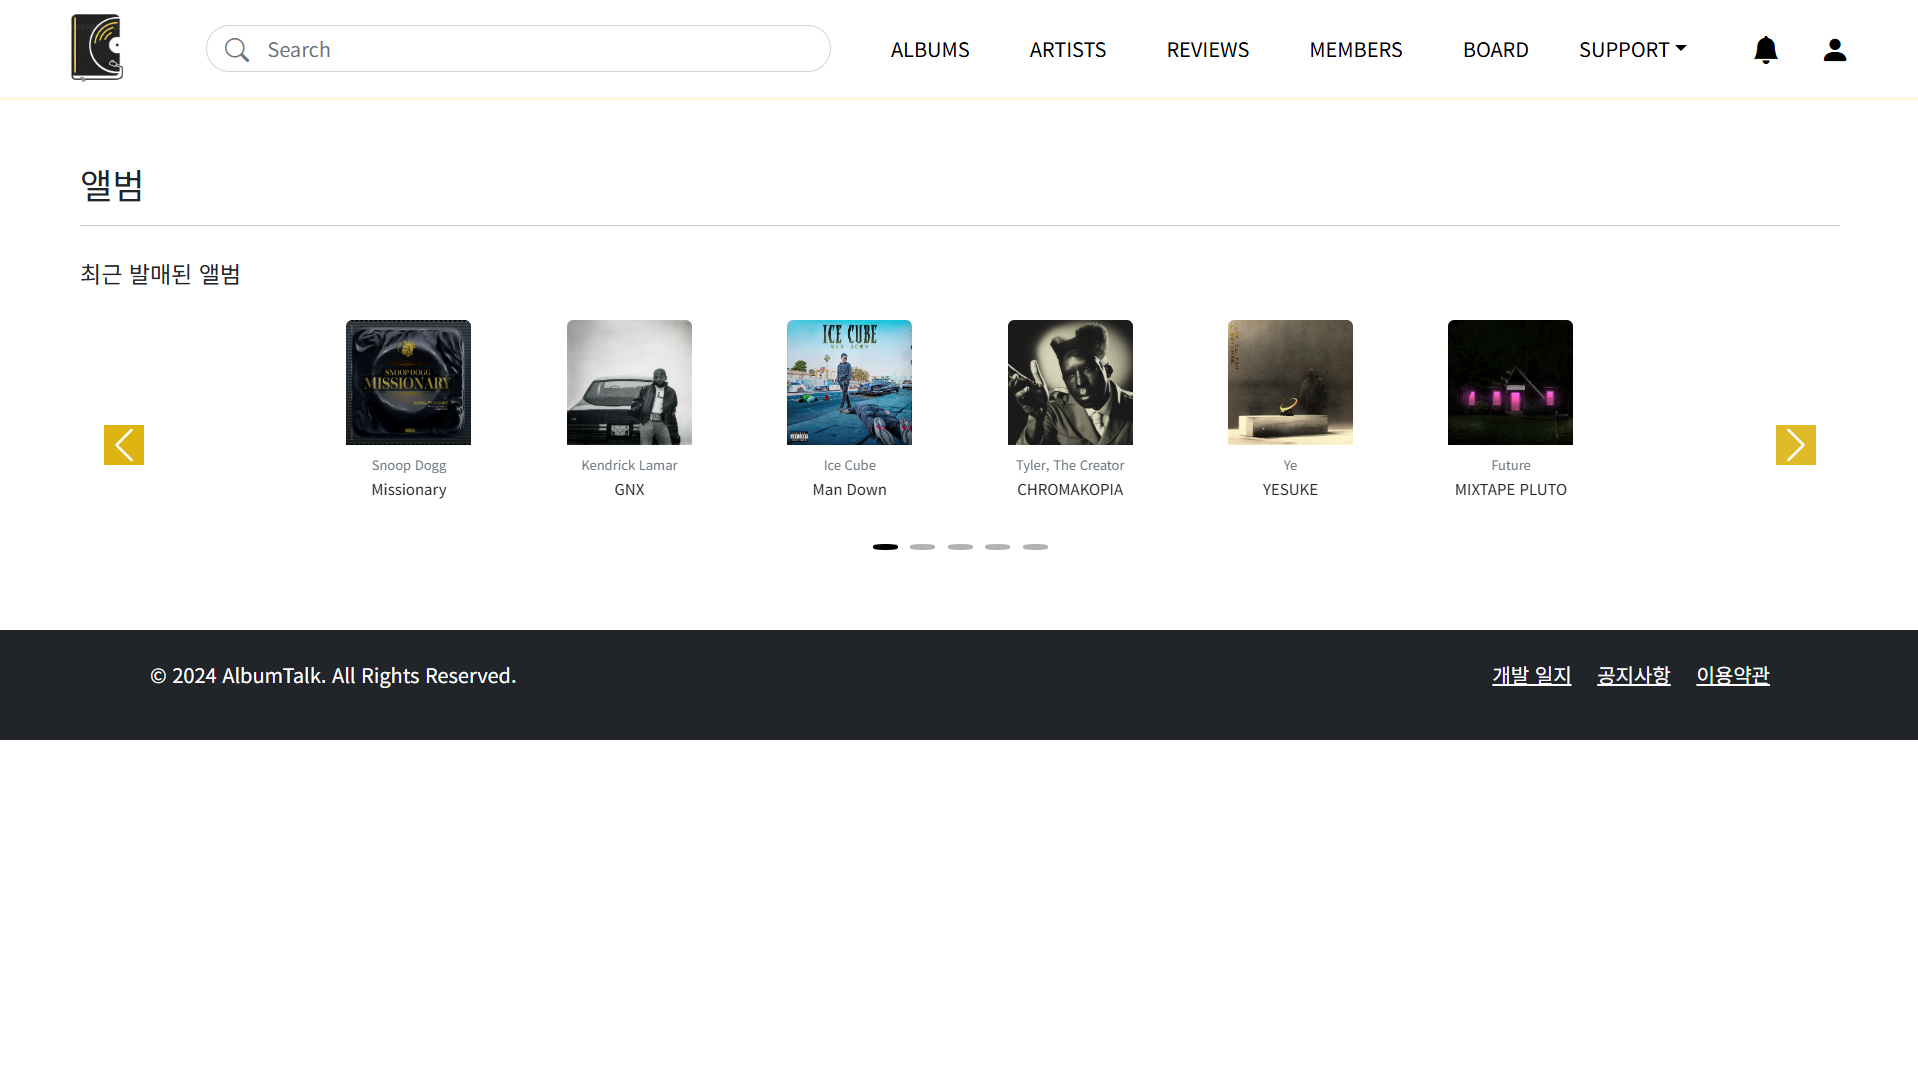 Search
ALBUMS
ARTISTS
REVIEWS
MEMBERS
BOARD
SUPPORT
앨범
최근 발매된 앨범
SNOOP DOGG
MISSIONARY
ICE CUBE
MAN DOWN
Snoop Dogg
Missionary
Kendrick Lamar
GNX
Ice Cube
Man Down
Tyler, The Creator
CHROMAKOPIA
Ye
YESUKE
Future
MIXTAPE PLUTO
© 2024 AlbumTalk. All Rights Reserved.
개발 일지
공지사항
이용약관